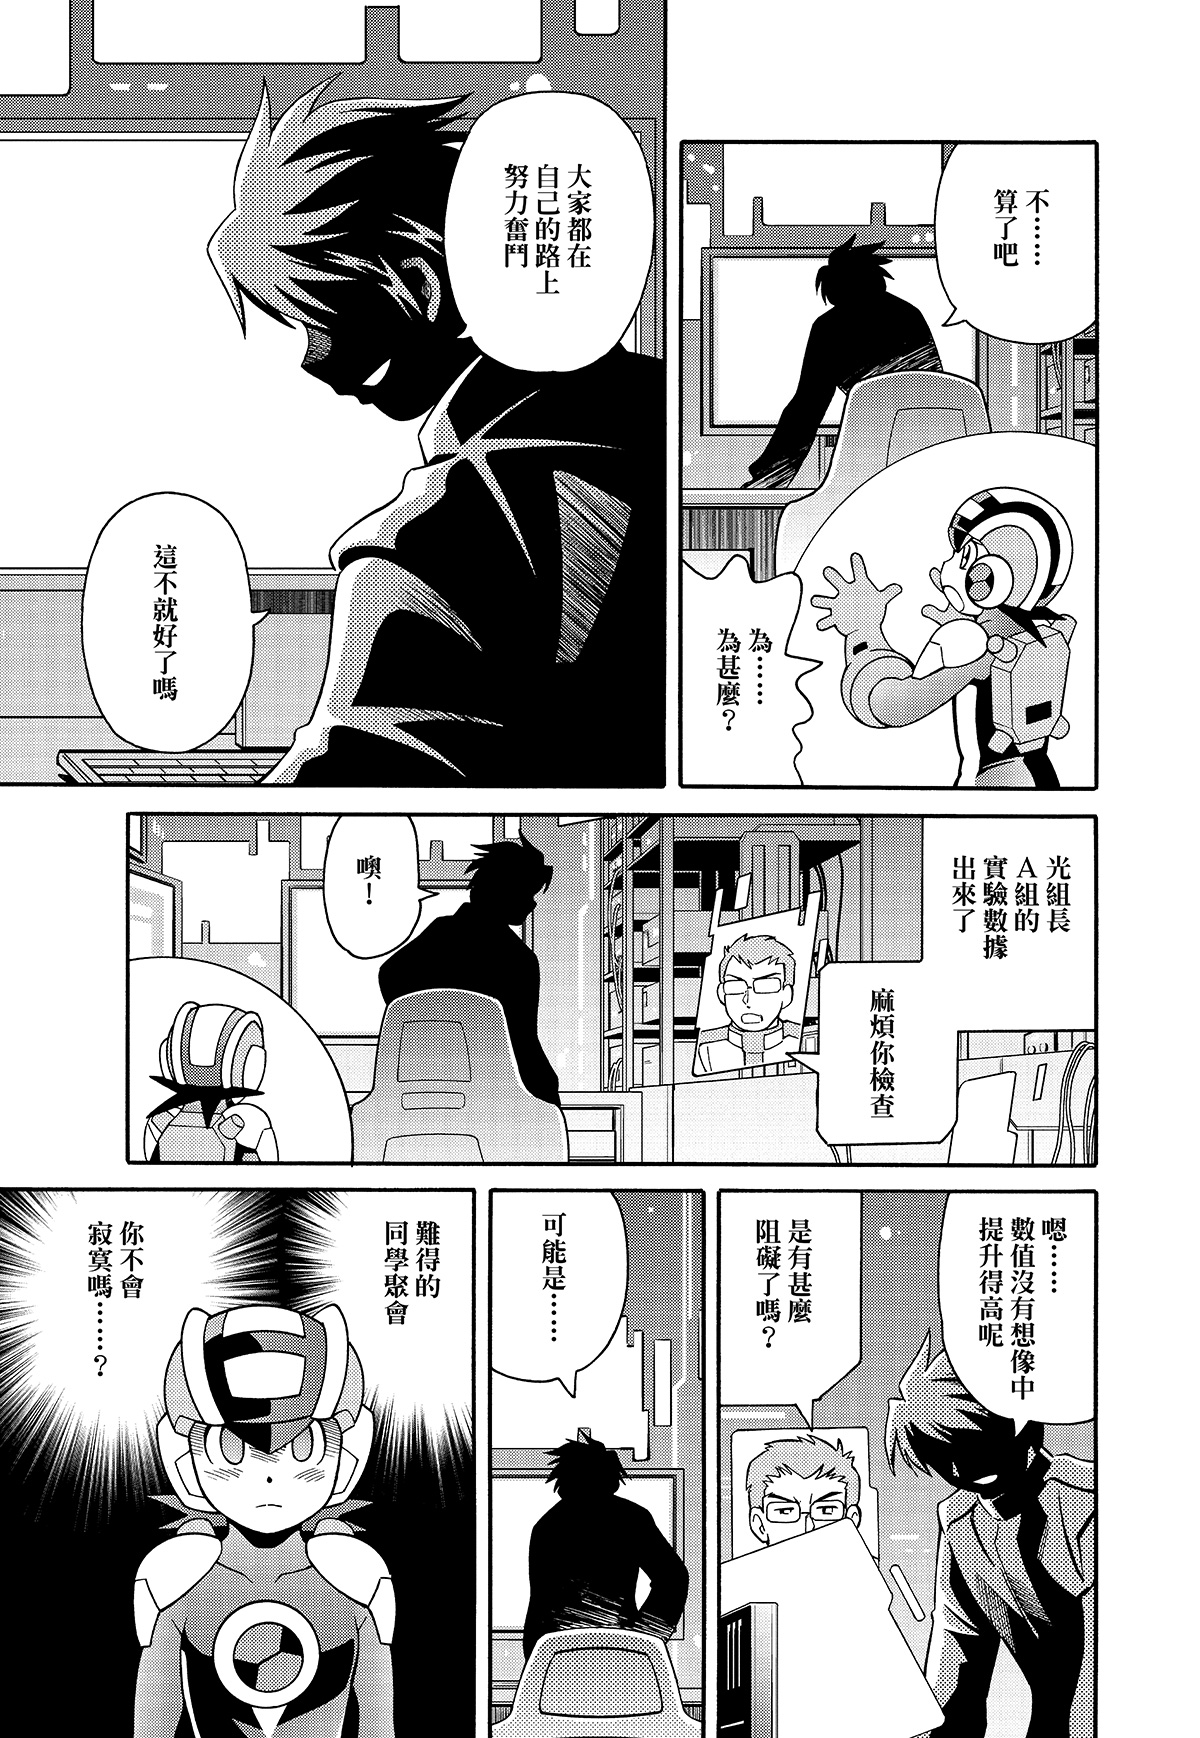 不……
算了吧
為……
為甚麼？
大家都在
自己的路上
努力奮鬥
這不就好了嗎
光組長
Ａ組的
實驗數據
出來了
麻煩你檢查
噢！
嗯……
數值沒有想像中
提升得高呢
是有甚麼
阻礙了嗎？
可能是……
難得的
同學聚會
你不會
寂寞嗎……？